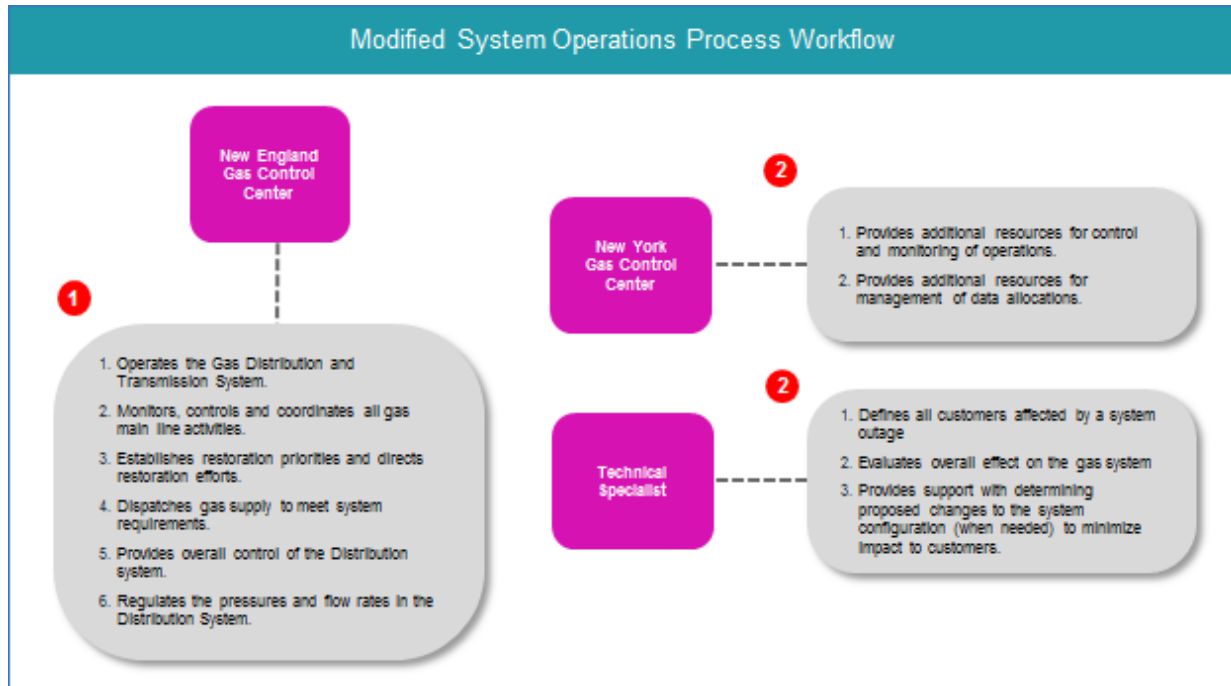 Modified System Operations Process Workflow
New England
Gas Control
Center
1
1. Operates the Gas Distribution and
Transmission System.
2. Monitors, controls and coordinates all gas
main line activities.
3. Establishes restoration priorities and directs
restoration efforts.
4. Dispatches gas supply to meet system
requirements.
5. Provides overall control of the Distribution
system.
6. Regulates the pressures and flow rates in the
Distribution System.
2
New York
Gas Control
Center
1. Provides additional resources for control
and monitoring of operations.
2. Provides additional resources for
management of data allocations.
2
Technical
Specialist
1. Defines all customers affected by a system
outage
2. Evaluates overall effect on the gas system
3. Provides support with determining
proposed changes to the system
configuration (when needed) to minimize
impact to customers.